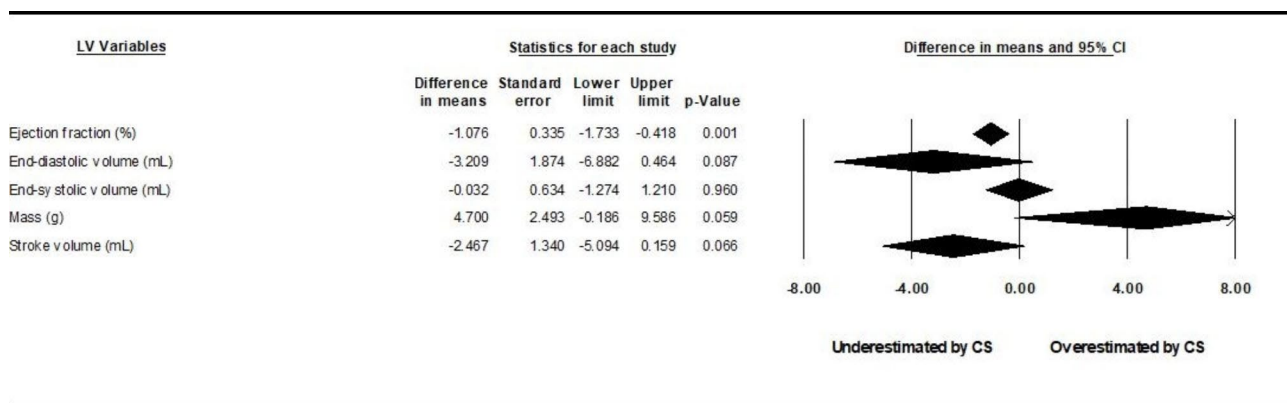 LV Variables Statistics for each study Difference in means and 95% CI
Difference in means Standard error Lower limit Upper limit p-Value
Ejection fraction (%) -1.076 0.335 -1.733 -0.418 0.001
End-diastolic volume (mL) -3.209 1.874 -6.882 0.464 0.087
End-systolic volume (mL) -0.032 0.634 -1.274 1.210 0.960
Mass (g) 4.700 2.493 -0.186 9.586 0.059
Stroke volume (mL) -2.467 1.340 -5.094 0.159 0.066
-8.00 -4.00 0.00 4.00 8.00
Underestimated by CS Overestimated by CS